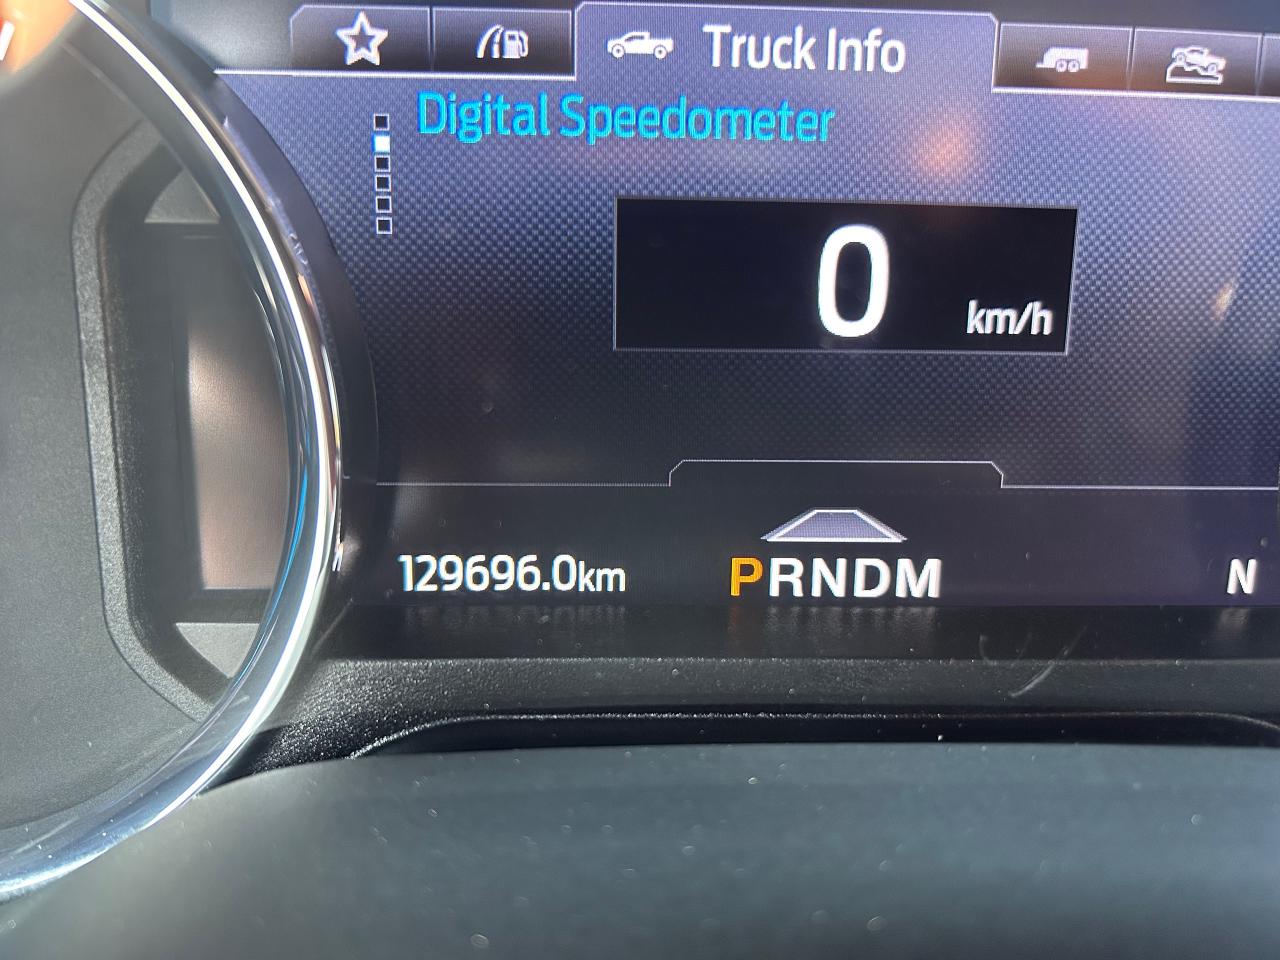 Truck Info
Digital Speedometer
0 km/h
129696.0km PRNDM N